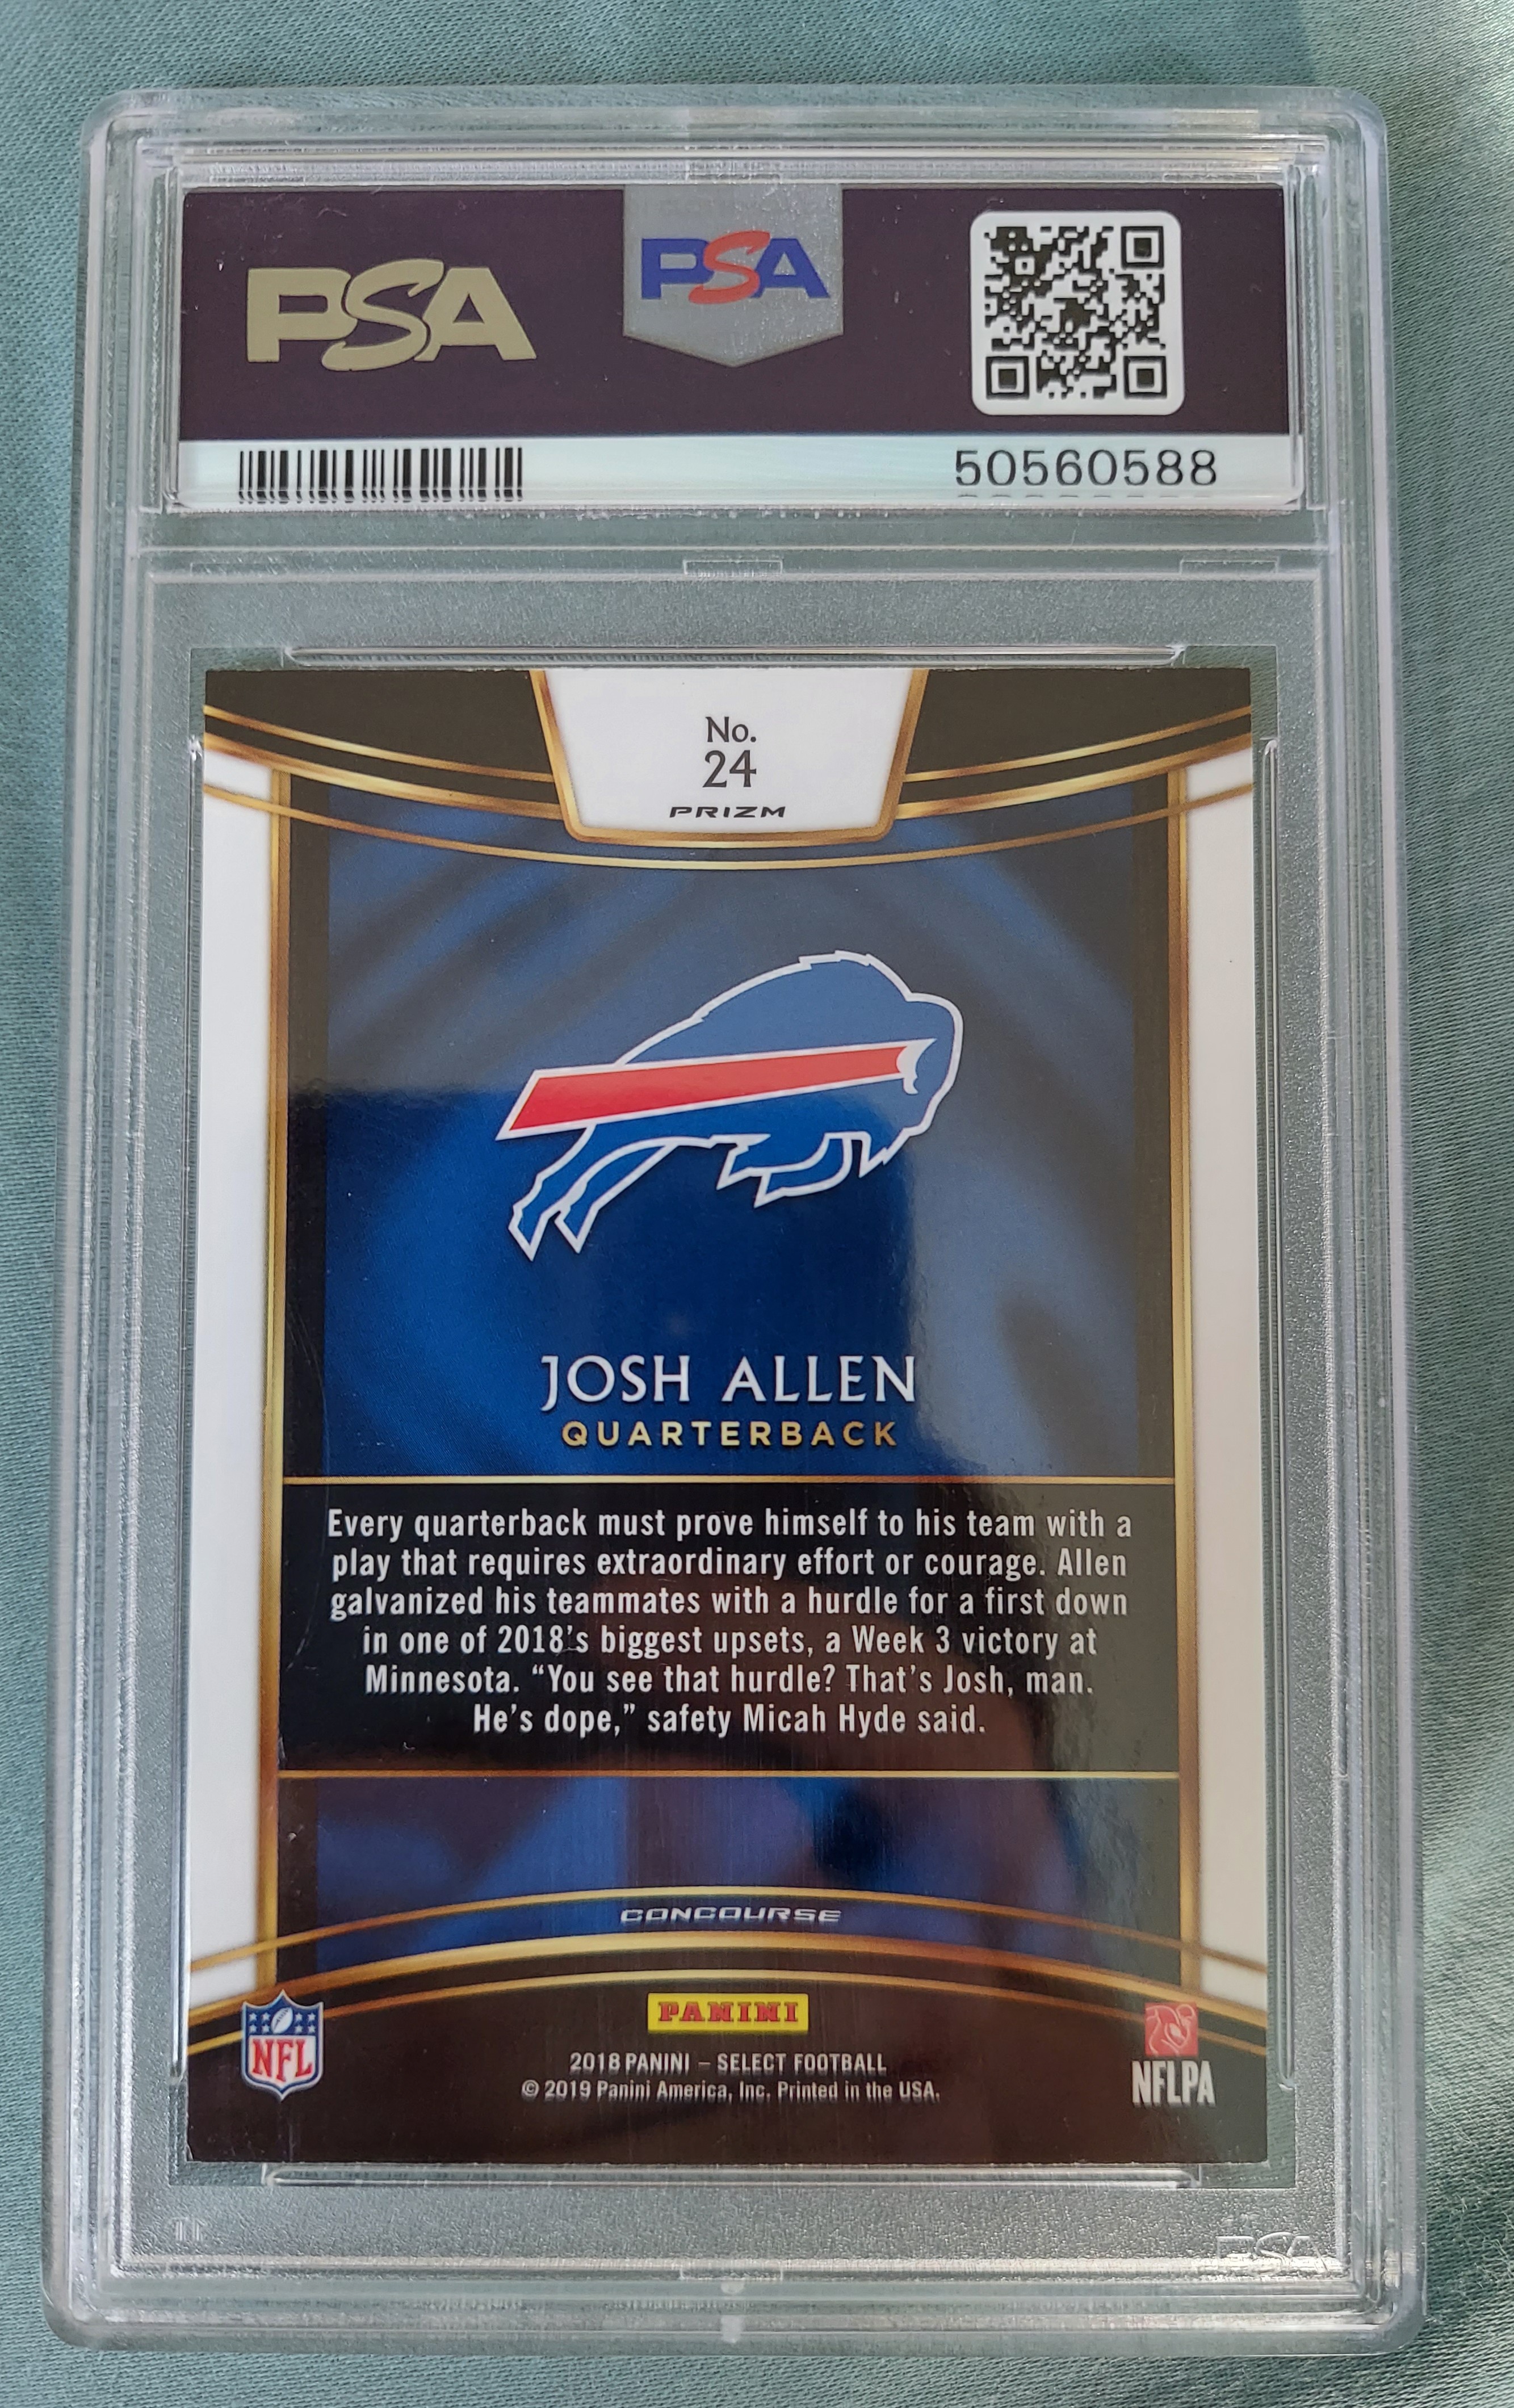 PSA
PSA
50560588
No.
24
PRIZM
JOSH ALLEN
QUARTERBACK
Every quarterback must prove himself to his team with a
play that requires extraordinary effort or courage. Allen
galvanized his teammates with a hurdle for a first down
in one of 2018's biggest upsets, a Week 3 victory at
Minnesota. “You see that hurdle? That's Josh, man.
He's dope,” safety Micah Hyde said.
CONCOURSE
PANINI
NFL
2018 PANINI – SELECT FOOTBALL
© 2019 Panini America, Inc. Printed in the USA.
NFLPA
PSA